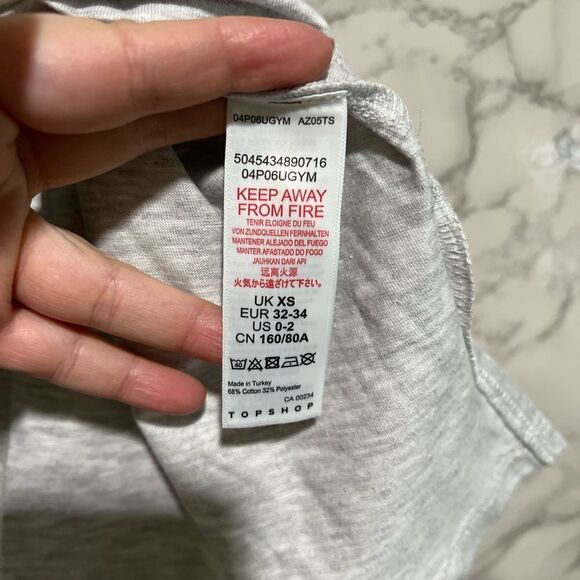 04P06UGYM AZ05TS
5045434890716
04P06UGYM
KEEP AWAY
FROM FIRE
TENIR ELOIGNE DU FEU
VON ZUNDQUELLEN FERNHALTEN
MANTENER ALEJADO DEL FUEGO
MANTER AFASTADO DO FOGO
JAUHKAN DARI API
远离火源
火気から遠ざけて下さい。
UK XS
EUR 32-34
US 0-2
CN 160/80A
40
Made in Turkey
68% Cotton 32% Polyester
CA 00234
TOPSHOP